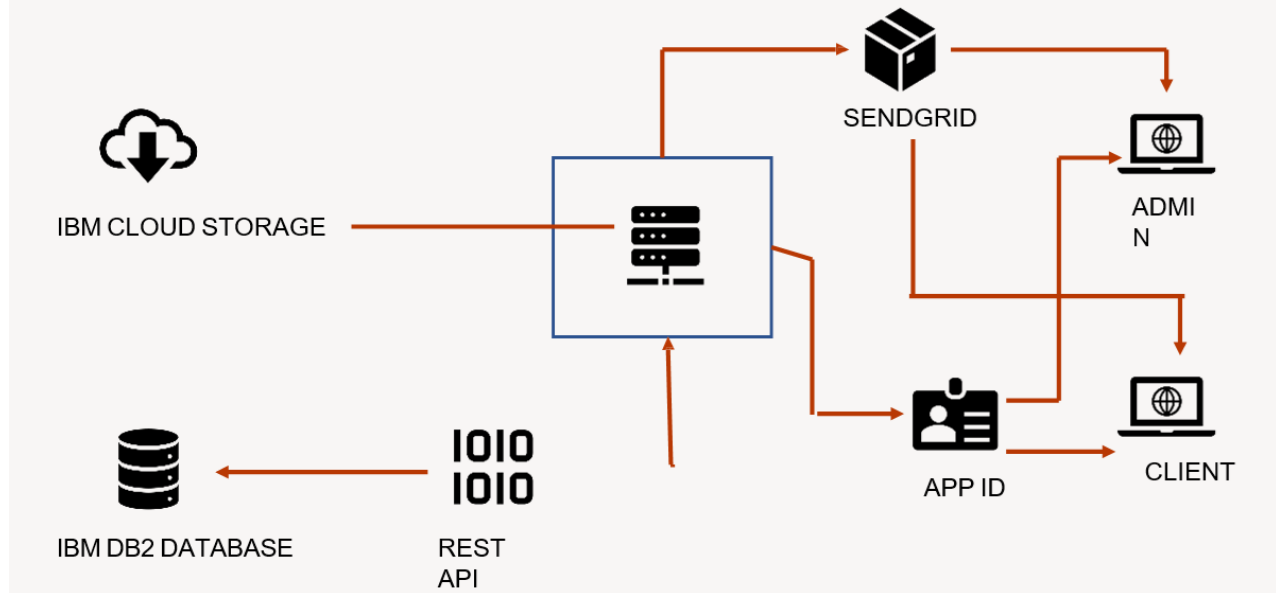 SENDGRID
IBM CLOUD STORAGE
ADMI
N
1010
1010
APP ID
CLIENT
IBM DB2 DATABASE
REST
API